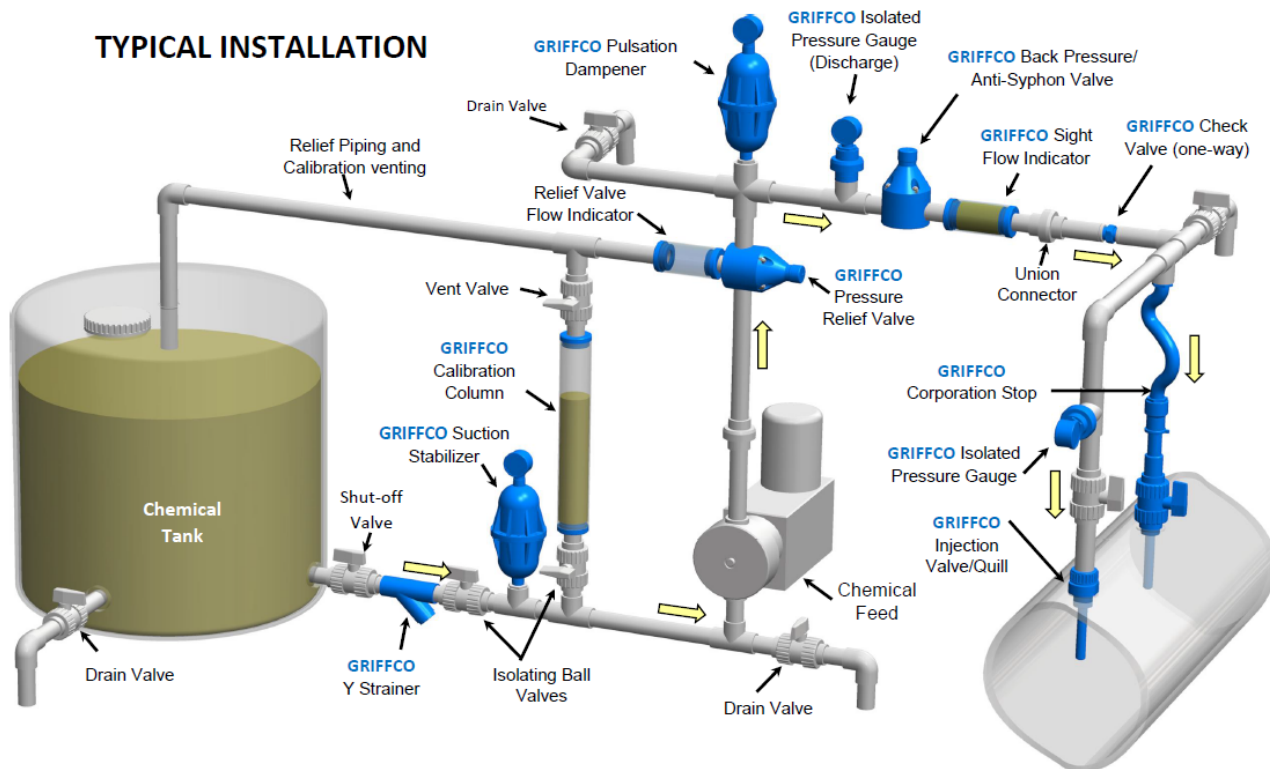 TYPICAL INSTALLATION
GRIFFCO Pulsation
Dampener
GRIFFCO Isolated
Pressure Gauge
(Discharge)
GRIFFCO Back Pressure/
Anti-Syphon Valve
Drain Valve
GRIFFCO Sight
Flow Indicator
GRIFFCO Check
Valve (one-way)
Relief Piping and
Calibration venting
Relief Valve
Flow Indicator
Vent Valve
GRIFFCO
Pressure
Relief Valve
Union
Connector
GRIFFCO
Calibration
Column
GRIFFCO
Corporation Stop
GRIFFCO Suction
Stabilizer
GRIFFCO Isolated
Pressure Gauge
Shut-off
Valve
Chemical
Tank
GRIFFCO
Injection
Valve/Quill
Chemical
Feed
Drain Valve
GRIFFCO
Y Strainer
Isolating Ball
Valves
Drain Valve